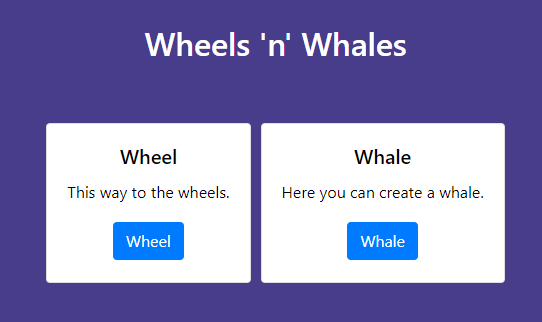 Wheels 'n' Whales
Wheel
This way to the wheels.
Wheel
Whale
Here you can create a whale.
Whale